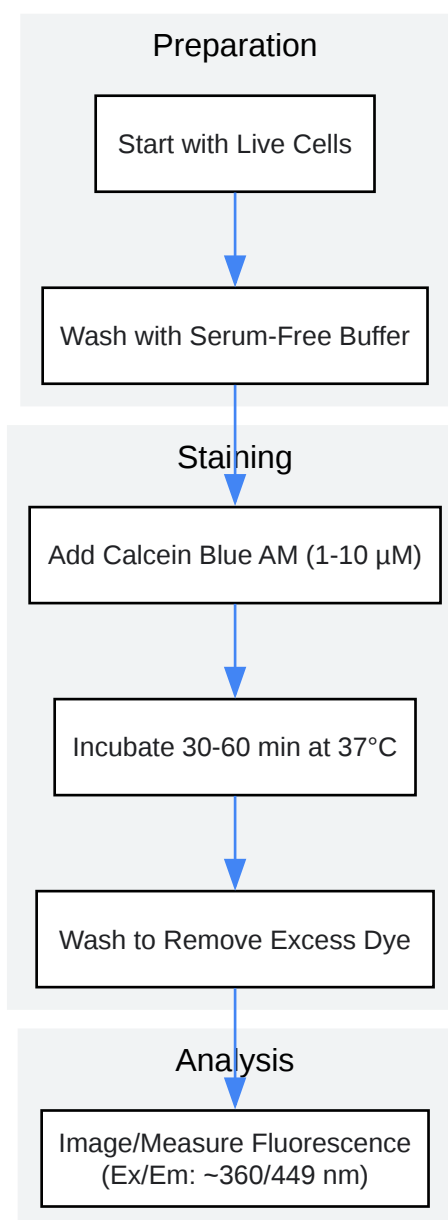 Preparation
Start with Live Cells
Wash with Serum-Free Buffer
Staining
Add Calcein Blue AM (1-10 µM)
Incubate 30-60 min at 37°C
Wash to Remove Excess Dye
Analysis
Image/Measure Fluorescence
(Ex/Em: ~360/449 nm)